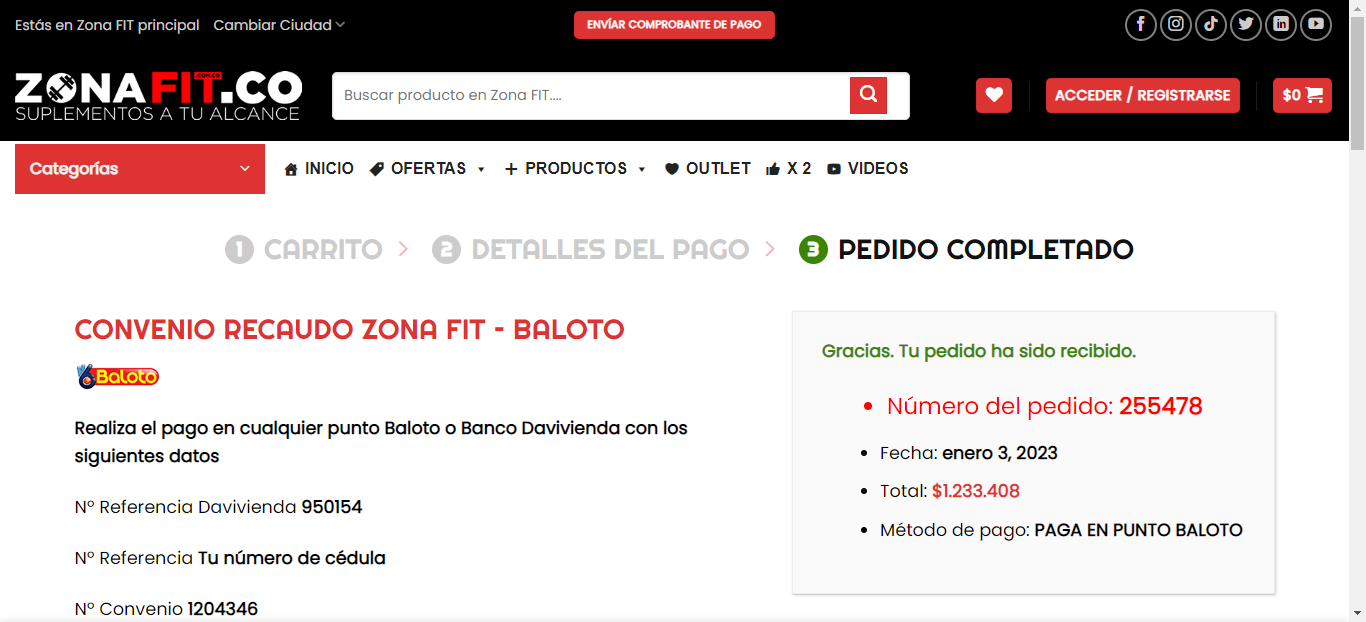 Estás en Zona FIT principal Cambiar Ciudad
ENVÍAR COMPROBANTE DE PAGO
ZONAFIT.CO
.COM.CO
SUPLEMENTOS A TU ALCANCE
Buscar producto en Zona FIT....
ACCEDER / REGISTRARSE
$0
Categorías
INICIO OFERTAS PRODUCTOS OUTLET X 2 VIDEOS
1 CARRITO 2 DETALLES DEL PAGO 3 PEDIDO COMPLETADO
CONVENIO RECAUDO ZONA FIT - BALOTO
Baloto
Realiza el pago en cualquier punto Baloto o Banco Davivienda con los
siguientes datos
N° Referencia Davivienda 950154
N° Referencia Tu número de cédula
N° Convenio 1204346
Gracias. Tu pedido ha sido recibido.
Número del pedido: 255478
Fecha: enero 3, 2023
Total: $1.233.408
Método de pago: PAGA EN PUNTO BALOTO